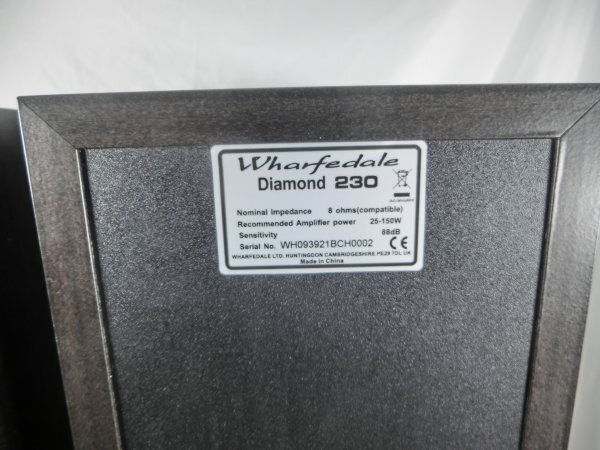 Wharfedale
Diamond 230
Nominal Impedance 8 ohms(compatible)
Recommended Amplifier power 25-150W
Sensitivity 88dB
Serial No. WH093921BCH0002 CE
WHARFEDALE LTD. HUNTINGDON CAMBRIDGESHIRE PE29 7DL UK
Made in China